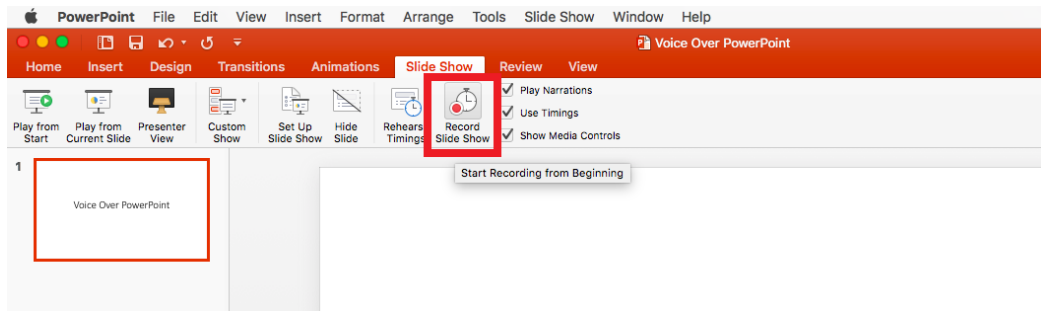 PowerPoint File Edit View Insert Format Arrange Tools Slide Show Window Help
Voice Over PowerPoint
Home Insert Design Transitions Animations Slide Show Review View
Play from Start
Play from Current Slide
Presenter View
Custom Show
Set Up Slide Show
Hide Slide
Rehears Timings
Record Slide Show
Play Narrations
Use Timings
Show Media Controls
Start Recording from Beginning
1
Voice Over PowerPoint